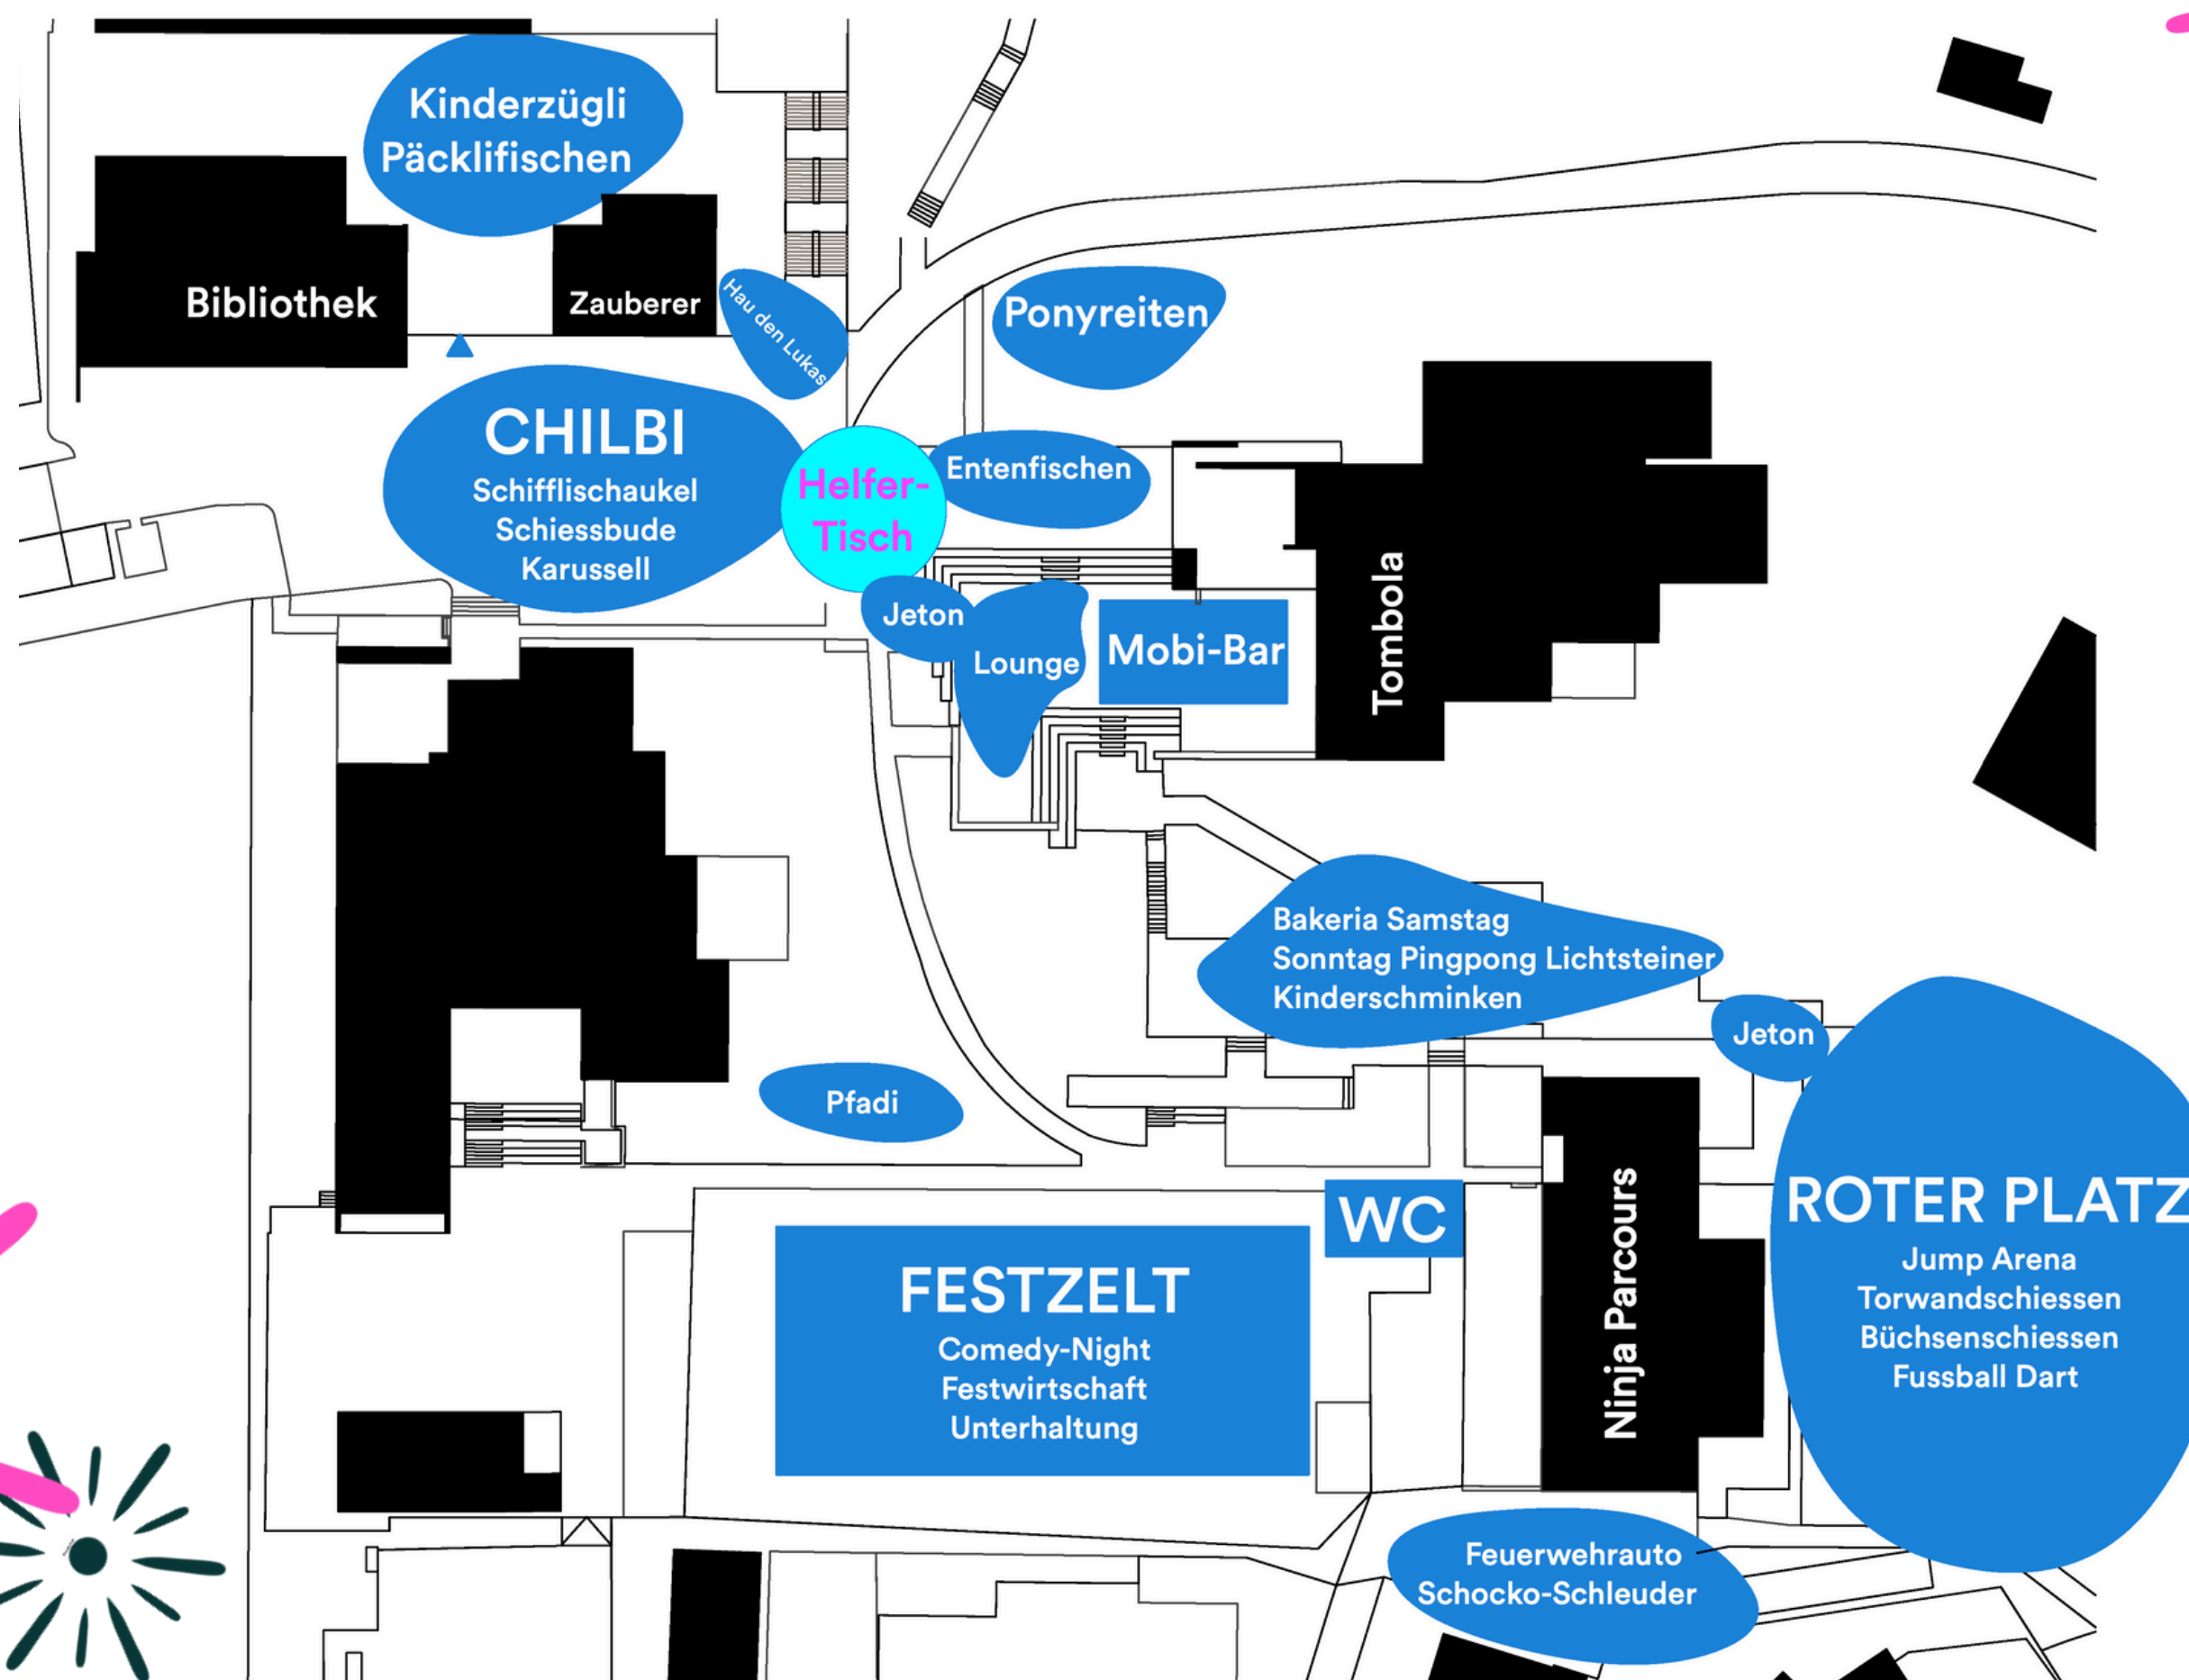 Kinderzügli
Päcklifischen
Bibliothek
Zauberer
Hau den Lukas
Ponyreiten
CHILBI
Schifflischaukel
Schiessbude
Karussell
Helfer-
Tisch
Entenfischen
Jeton
Lounge
Mobi-Bar
Tombola
Bakeria Samstag
Sonntag Pingpong Lichtsteiner
Kinderschminken
Jeton
Pfadi
WC
Ninja Parcours
ROTER PLATZ
Jump Arena
Torwandschiessen
Büchsenschiessen
Fussball Dart
FESTZELT
Comedy-Night
Festwirtschaft
Unterhaltung
Feuerwehrauto
Schocko-Schleuder